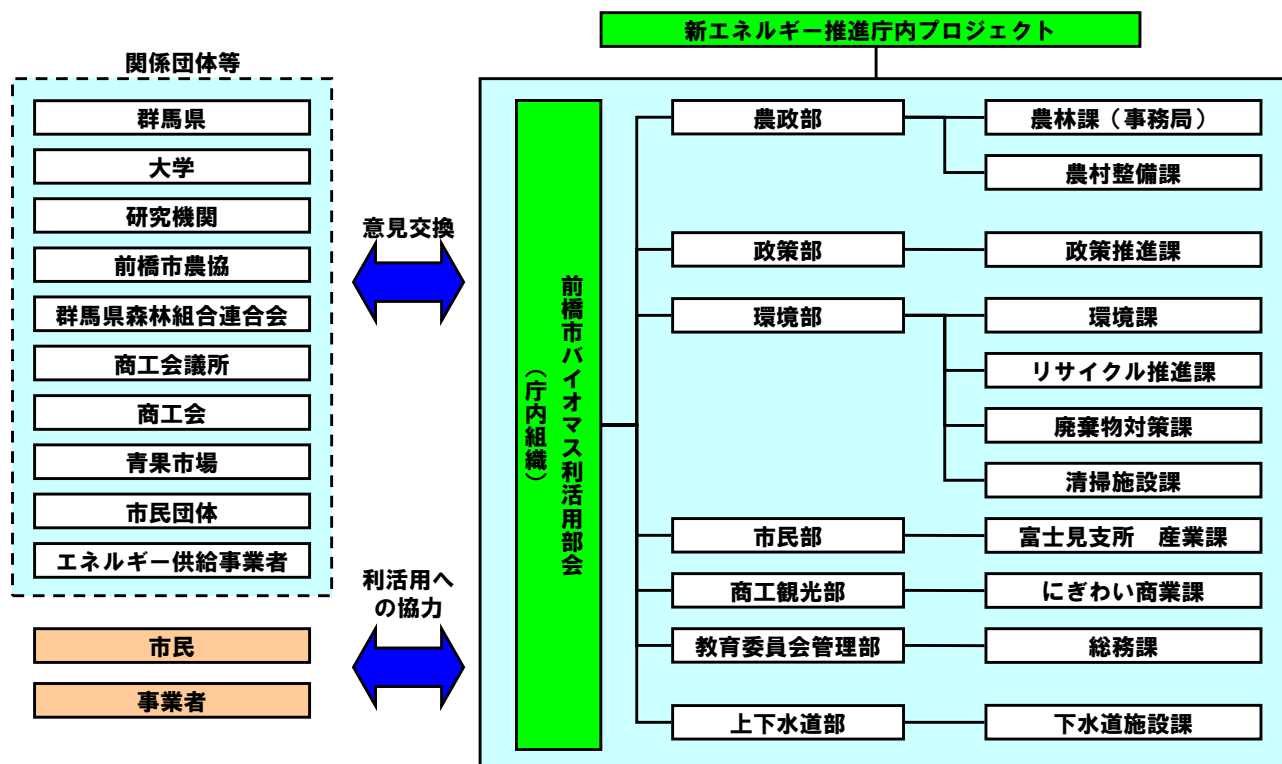 新エネルギー推進庁内プロジェクト
関係団体等
群馬県
大学
研究機関
前橋市農協
群馬県森林組合連合会
商工会議所
商工会
青果市場
市民団体
エネルギー供給事業者
市民
事業者
意見交換
利活用へ
の協力
前橋市バイオマス利活用部会
（庁内組織）
農政部
農林課（事務局）
農村整備課
政策部
政策推進課
環境部
環境課
リサイクル推進課
廃棄物対策課
清掃施設課
市民部
富士見支所　産業課
商工観光部
にぎわい商業課
教育委員会管理部
総務課
上下水道部
下水道施設課